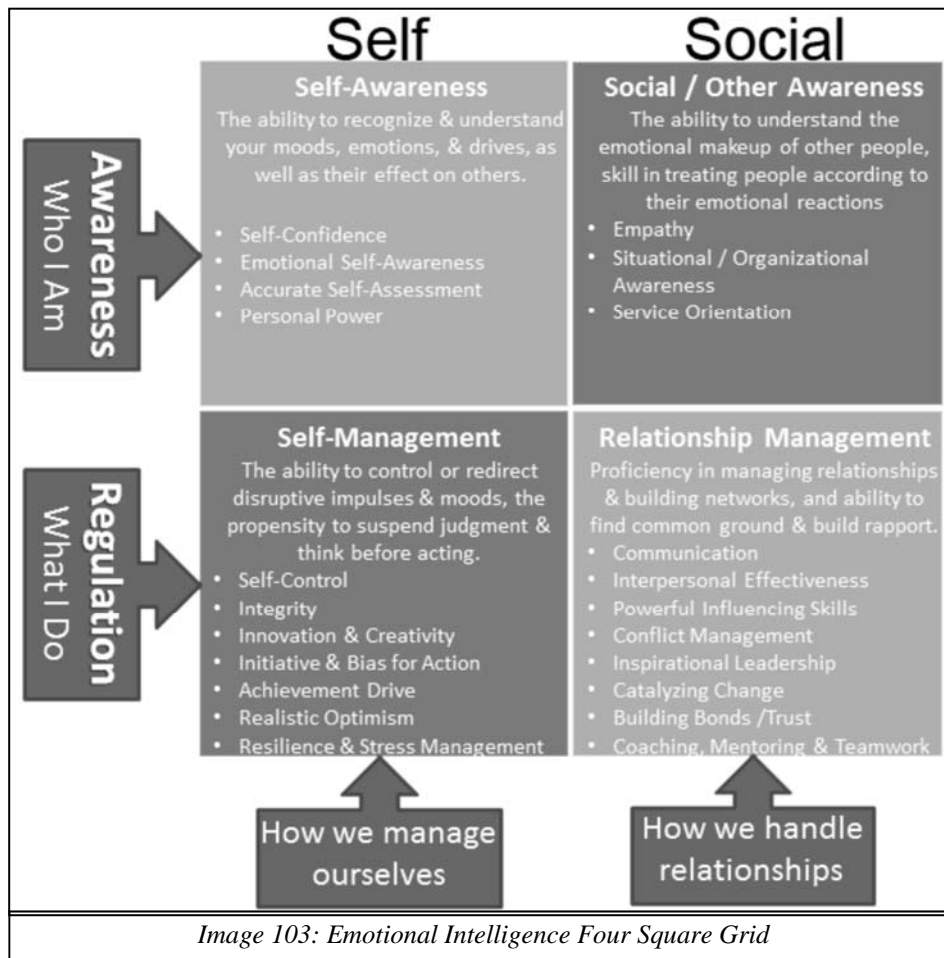 Self
Social
Awareness
Who I Am
Self-Awareness
The ability to recognize & understand
your moods, emotions, & drives, as
well as their effect on others.
• Self-Confidence
• Emotional Self-Awareness
• Accurate Self-Assessment
• Personal Power
Social / Other Awareness
The ability to understand the
emotional makeup of other people,
skill in treating people according to
their emotional reactions
• Empathy
• Situational / Organizational
Awareness
• Service Orientation
Regulation
What I Do
Self-Management
The ability to control or redirect
disruptive impulses & moods, the
propensity to suspend judgment &
think before acting.
• Self-Control
• Integrity
• Innovation & Creativity
• Initiative & Bias for Action
• Achievement Drive
• Realistic Optimism
• Resilience & Stress Management
Relationship Management
Proficiency in managing relationships
& building networks, and ability to
find common ground & build rapport.
• Communication
• Interpersonal Effectiveness
• Powerful Influencing Skills
• Conflict Management
• Inspirational Leadership
• Catalyzing Change
• Building Bonds /Trust
• Coaching, Mentoring & Teamwork
How we manage
ourselves
How we handle
relationships
Image 103: Emotional Intelligence Four Square Grid